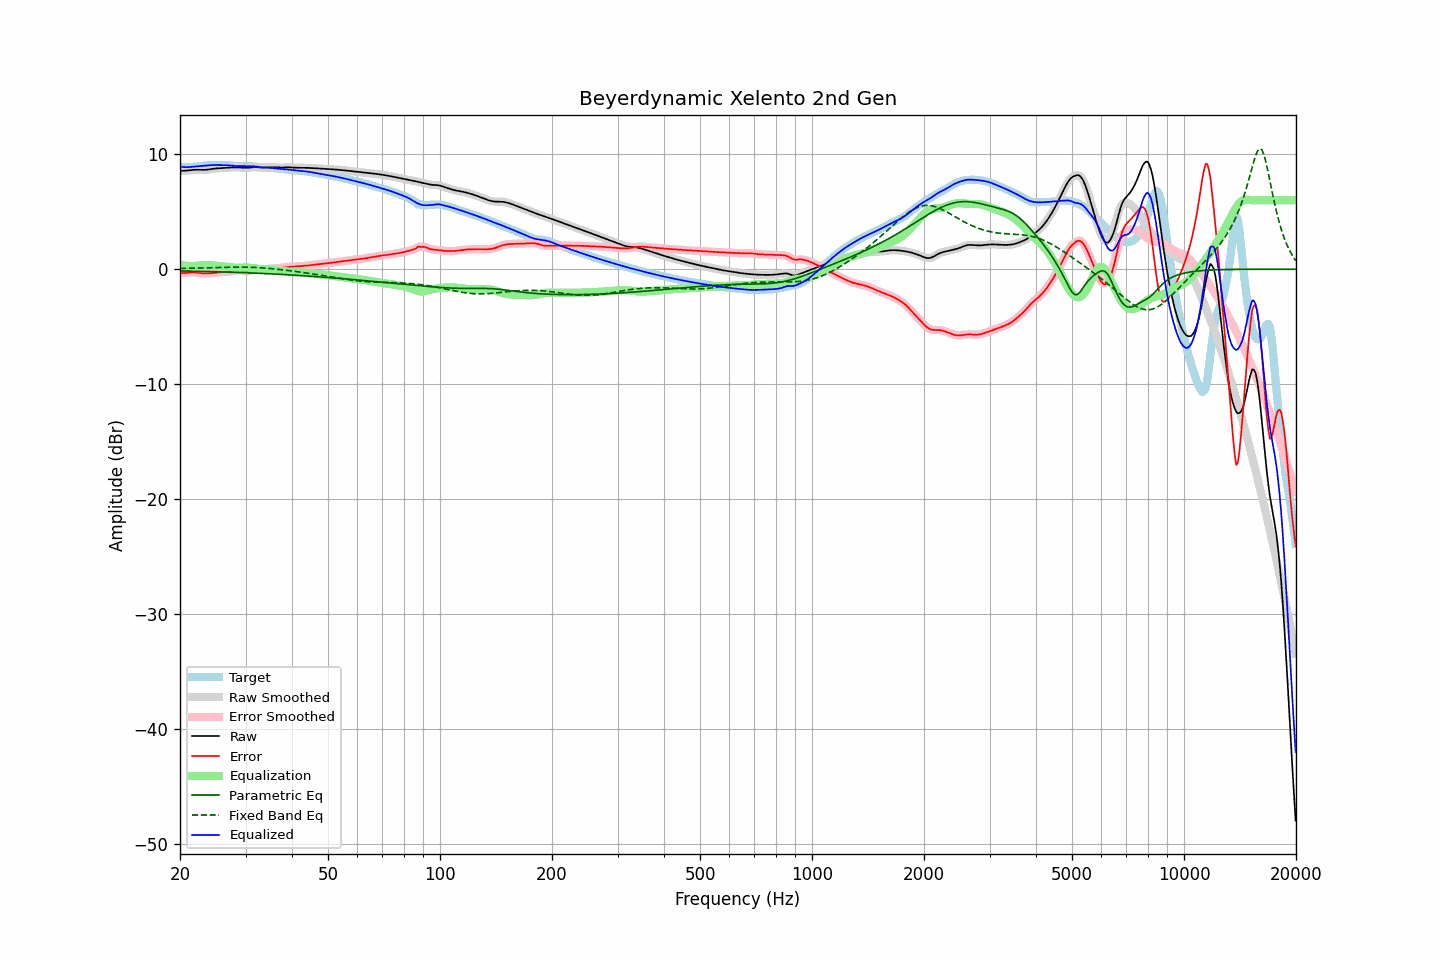 Beyerdynamic Xelento 2nd Gen
10
0
−10
−20
−30
−40
−50
Amplitude (dBr)
Target
Raw Smoothed
Error Smoothed
Raw
Error
Equalization
Parametric Eq
Fixed Band Eq
Equalized
20 50 100 200 500 1000 2000 5000 10000 20000
Frequency (Hz)